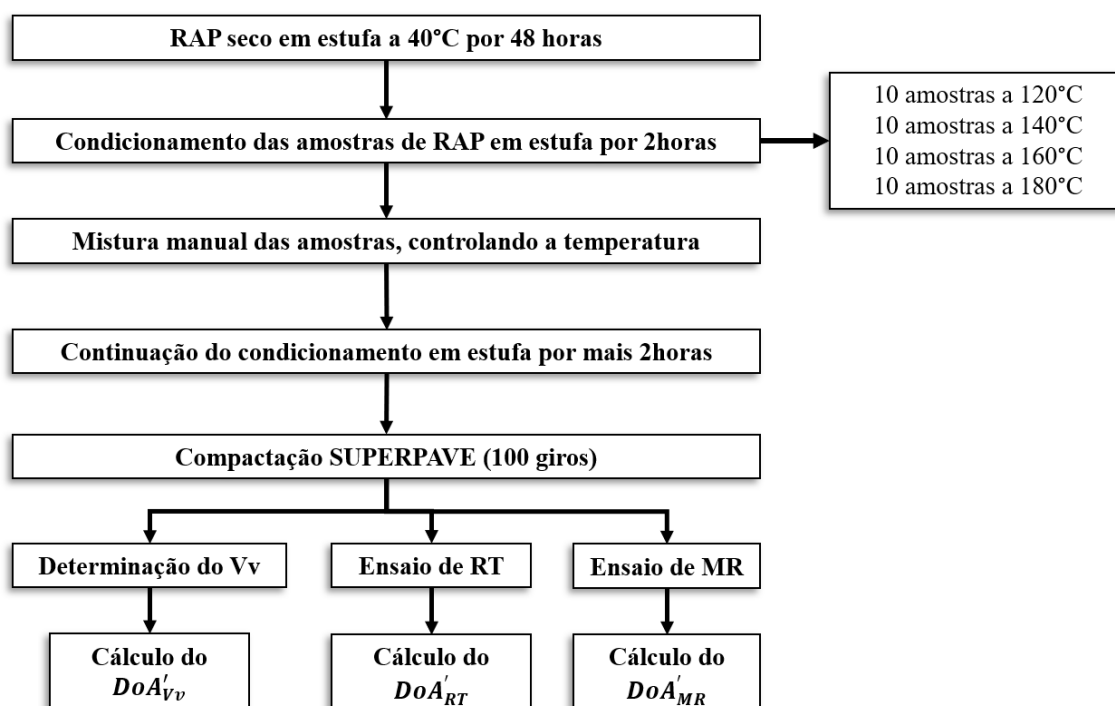 RAP seco em estufa a 40°C por 48 horas
Condicionamento das amostras de RAP em estufa por 2horas
10 amostras a 120°C
10 amostras a 140°C
10 amostras a 160°C
10 amostras a 180°C
Mistura manual das amostras, controlando a temperatura
Continuação do condicionamento em estufa por mais 2horas
Compactação SUPERPAVE (100 giros)
Determinação do Vv
Ensaio de RT
Ensaio de MR
Cálculo do
DoA′Vv
Cálculo do
DoA′RT
Cálculo do
DoA′MR